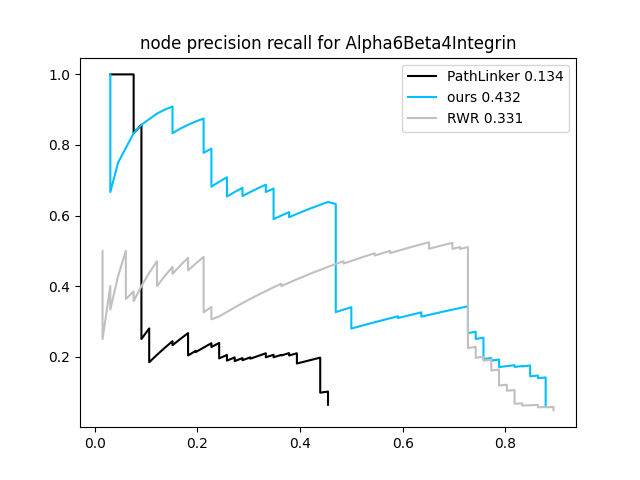 node precision recall for Alpha6Beta4Integrin
PathLinker 0.134
ours 0.432
RWR 0.331
1.0
0.8
0.6
0.4
0.2
0.0 0.2 0.4 0.6 0.8